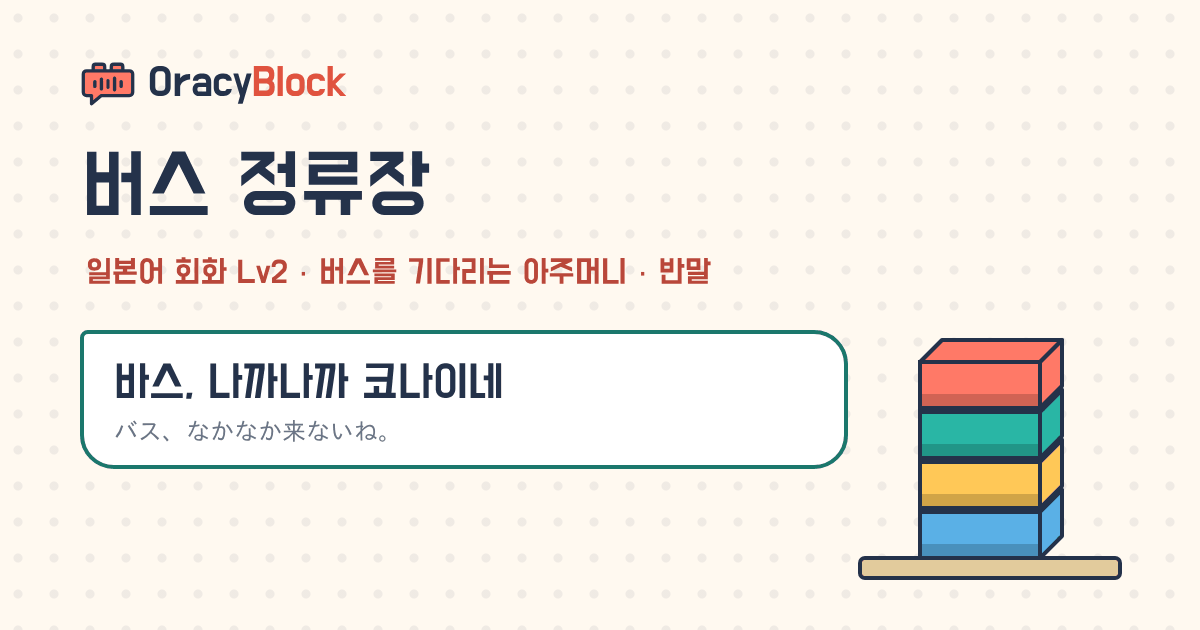 OracyBlock
버스 정류장
일본어 회화 Lv2 · 버스를 기다리는 아주머니 · 반말
바스, 나까나까 코나이네
バス、なかなか来ないね。